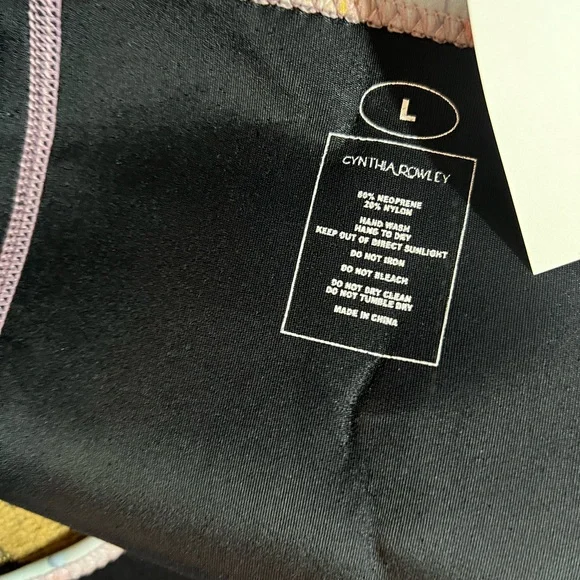 L
CYNTHIA ROWLEY
80% NEOPRENE
20% NYLON
HAND WASH
HANG TO DRY
KEEP OUT OF DIRECT SUNLIGHT
DO NOT IRON
DO NOT BLEACH
DO NOT DRY CLEAN
DO NOT TUMBLE DRY
MADE IN CHINA